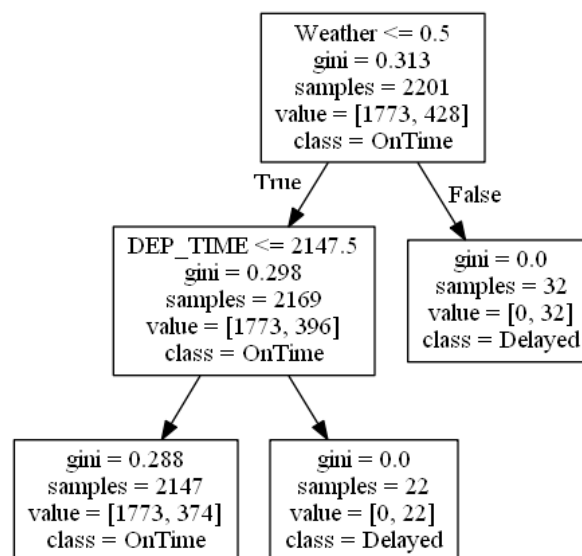 Weather <= 0.5
gini = 0.313
samples = 2201
value = [1773, 428]
class = OnTime
True
False
DEP_TIME <= 2147.5
gini = 0.298
samples = 2169
value = [1773, 396]
class = OnTime
gini = 0.0
samples = 32
value = [0, 32]
class = Delayed
gini = 0.288
samples = 2147
value = [1773, 374]
class = OnTime
gini = 0.0
samples = 22
value = [0, 22]
class = Delayed